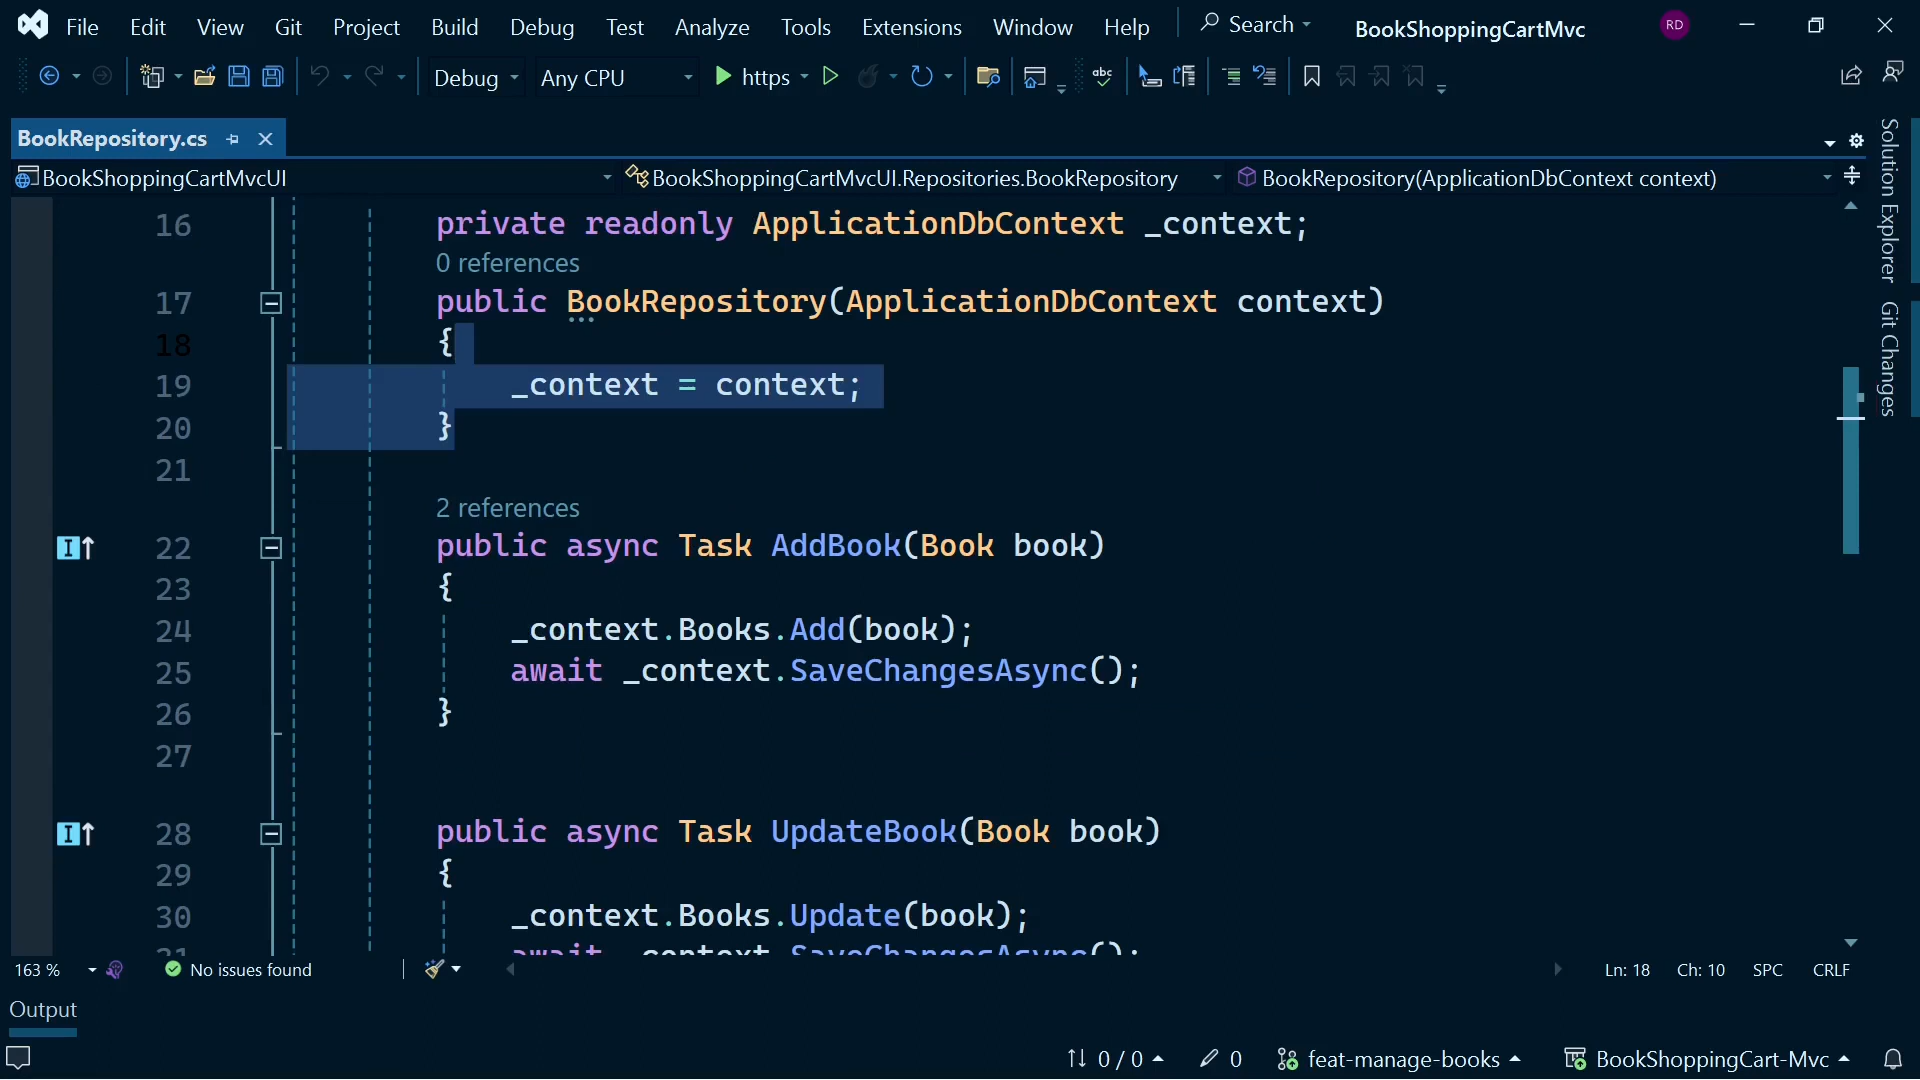 File Edit View Git Project Build Debug Test Analyze Tools Extensions Window Help Search BookShoppingCartMvc RD
Debug Any CPU https abc
BookRepository.cs
BookShoppingCartMvcUI BookShoppingCartMvcUI.Repositories.BookRepository BookRepository(ApplicationDbContext context)
Solution Explorer
Git Changes
16 private readonly ApplicationDbContext _context;
0 references
17 public BookRepository(ApplicationDbContext context)
18 {
19 _context = context;
20 }
21
2 references
22 public async Task AddBook(Book book)
23 {
24 _context.Books.Add(book);
25 await _context.SaveChangesAsync();
26 }
27
28 public async Task UpdateBook(Book book)
29 {
30 _context.Books.Update(book);
31 await _context.SaveChangesAsync();
163 % No issues found Ln: 18 Ch: 10 SPC CRLF
Output
0 / 0 0 feat-manage-books BookShoppingCart-Mvc